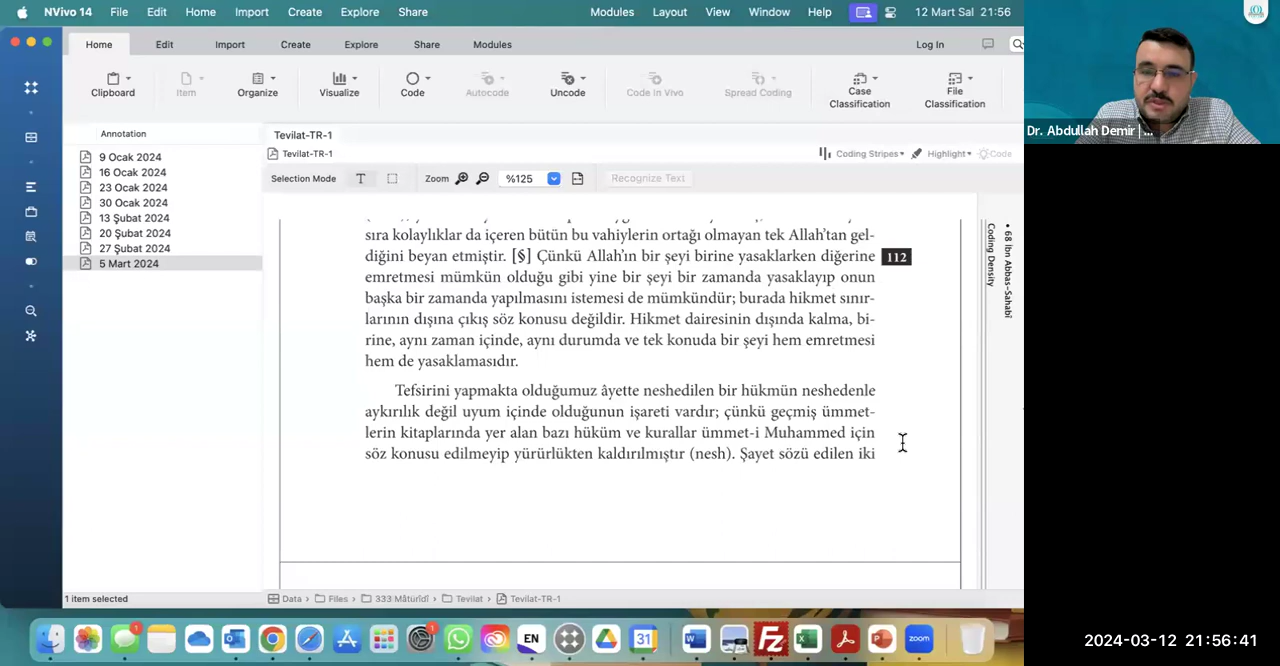 NVivo 14 File Edit Home Import Create Explore Share Modules Layout View Window Help 12 Mart Sal 21:56
Home Edit Import Create Explore Share Modules Log In
Clipboard Item Organize Visualize Code Autocode Uncode Code In Vivo Spread Coding Case Classification File Classification
Annotation
9 Ocak 2024
16 Ocak 2024
23 Ocak 2024
30 Ocak 2024
13 Şubat 2024
20 Şubat 2024
27 Şubat 2024
5 Mart 2024
Tevilat-TR-1
Tevilat-TR-1 Coding Stripes Highlight Code
Selection Mode T Zoom %125 Recognize Text
sıra kolaylıklar da içeren bütün bu vahiylerin ortağı olmayan tek Allah'tan gel-
diğini beyan etmiştir. [§] Çünkü Allah'ın bir şeyi birine yasaklarken diğerine 112
emretmesi mümkün olduğu gibi yine bir şeyi bir zamanda yasaklayıp onun
başka bir zamanda yapılmasını istemesi de mümkündür; burada hikmet sınır-
larının dışına çıkış söz konusu değildir. Hikmet dairesinin dışında kalma, bi-
rine, aynı zaman içinde, aynı durumda ve tek konuda bir şeyi hem emretmesi
hem de yasaklamasıdır.
Tefsirini yapmakta olduğumuz âyette neshedilen bir hükmün neshedenle
aykırılık değil uyum içinde olduğunun işareti vardır; çünkü geçmiş ümmet-
lerin kitaplarında yer alan bazı hüküm ve kurallar ümmet-i Muhammed için
söz konusu edilmeyip yürürlükten kaldırılmıştır (nesh). Şayet sözü edilen iki
• 68 İbn Abbas-Sahabî
Coding Density
1 item selected
Data › Files › 333 Mâtürîdî › Tevilat › Tevilat-TR-1
1 1 EN 31 W Fz X P zoom
Dr. Abdullah Demir | ...
2024-03-12 21:56:41